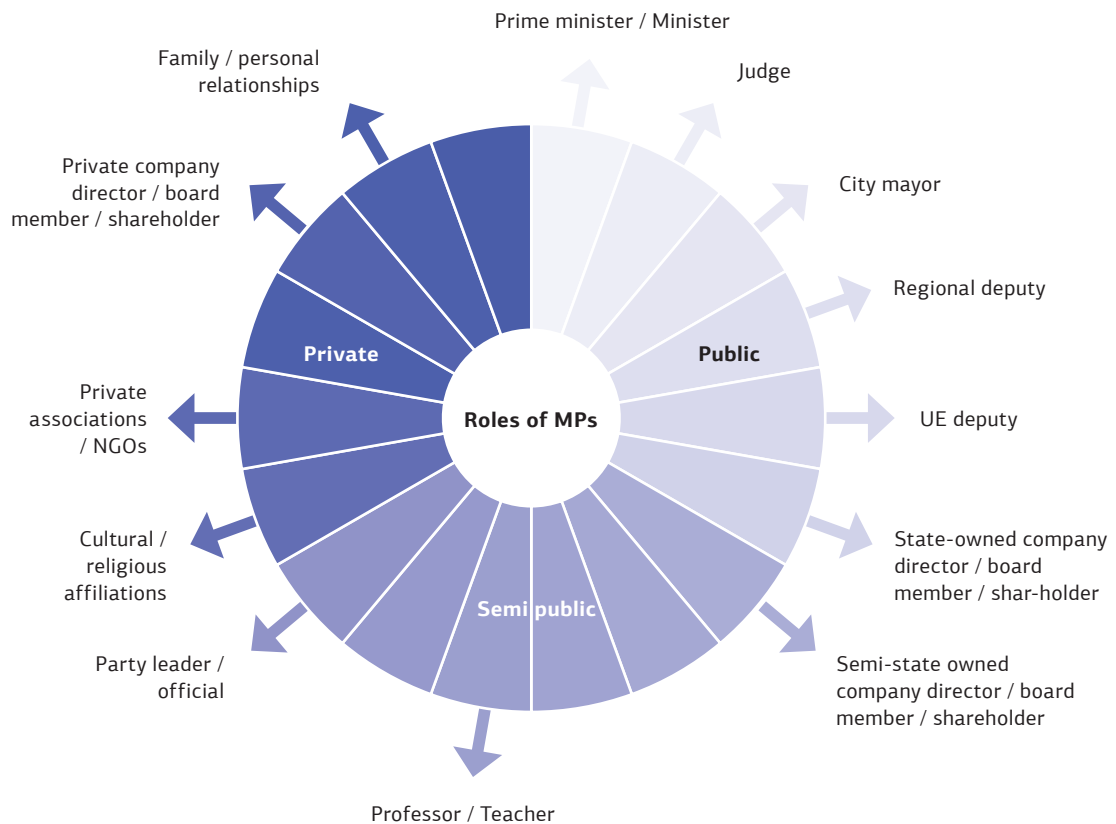 Prime minister / Minister
Judge
City mayor
Regional deputy
UE deputy
State-owned company
director / board
member / shar-holder
Semi-state owned
company director / board
member / shareholder
Professor / Teacher
Party leader /
official
Cultural /
religious
affiliations
Private
associations
/ NGOs
Private company
director / board
member / shareholder
Family / personal
relationships
Private
Public
Roles of MPs
Semi public